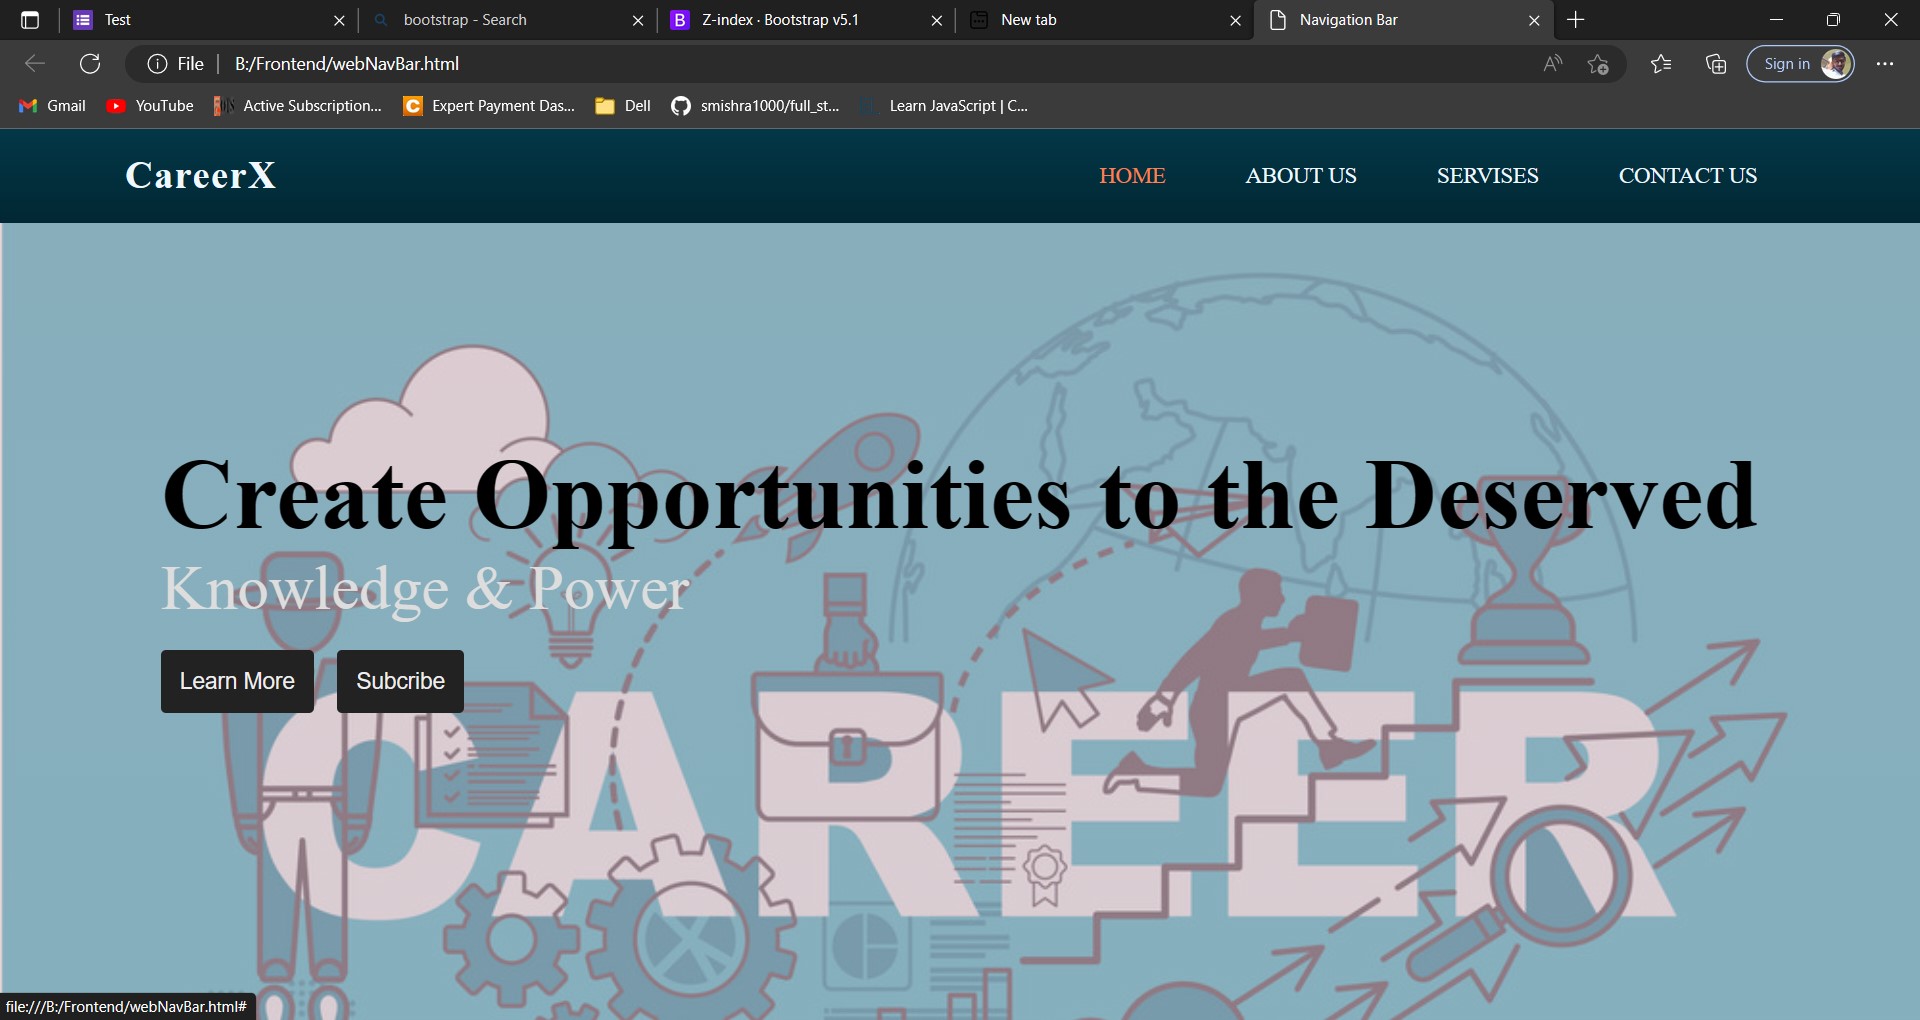 Test
bootstrap - Search
Z-index · Bootstrap v5.1
New tab
Navigation Bar
File
B:/Frontend/webNavBar.html
Sign in
Gmail
YouTube
Active Subscription...
Expert Payment Das...
Dell
smishra1000/full_st...
Learn JavaScript | C...
CareerX
HOME
ABOUT US
SERVISES
CONTACT US
Create Opportunities to the Deserved
Knowledge & Power
Learn More
Subcribe
CAREER
file:///B:/Frontend/webNavBar.html#